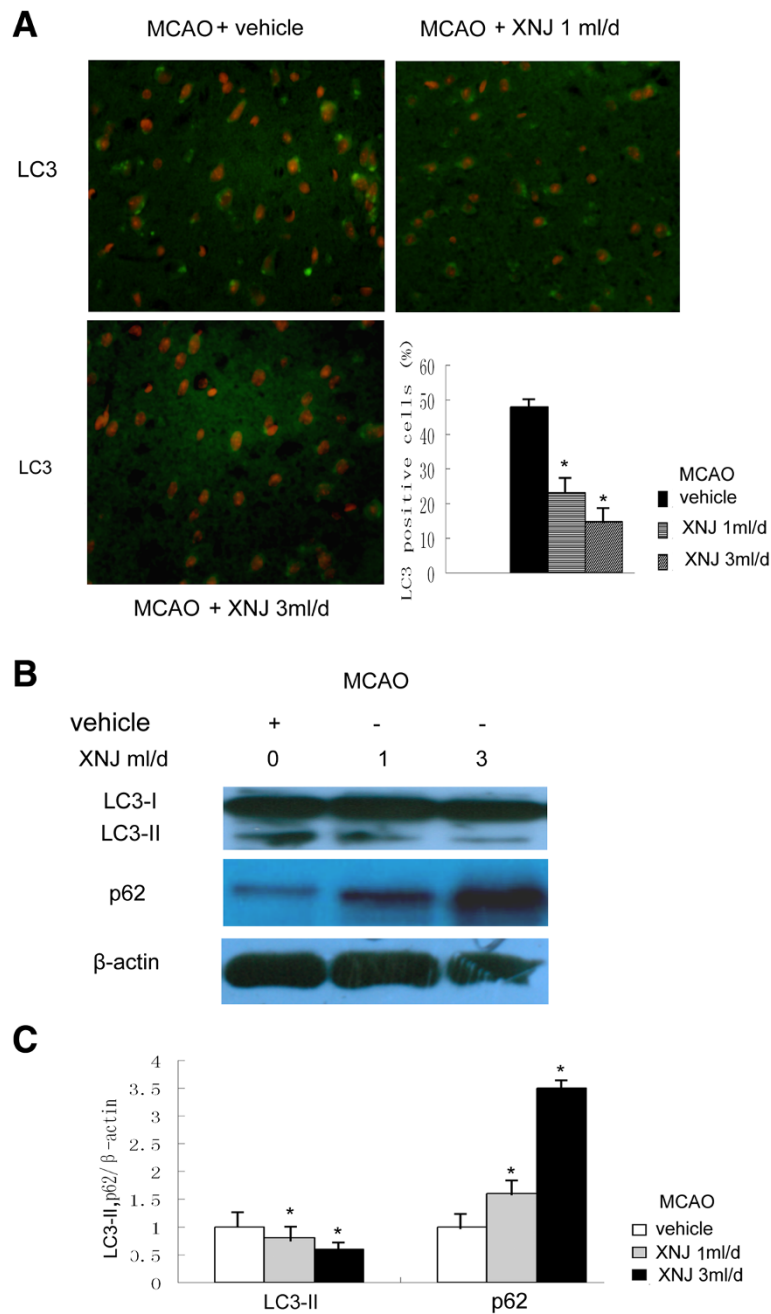 A
MCAO + vehicle
MCAO + XNJ 1 ml/d
LC3
LC3
MCAO + XNJ 3ml/d
LC3 positive cells (%)
60
50
40
30
20
10
0
*
*
MCAO
vehicle
XNJ 1ml/d
XNJ 3ml/d
B
MCAO
vehicle + - -
XNJ ml/d 0 1 3
LC3-I
LC3-II
p62
β-actin
C
LC3-II,p62/β-actin
4
3.5
3
2.5
2
1.5
1
0.5
0
*
*
*
*
LC3-II
p62
MCAO
vehicle
XNJ 1ml/d
XNJ 3ml/d